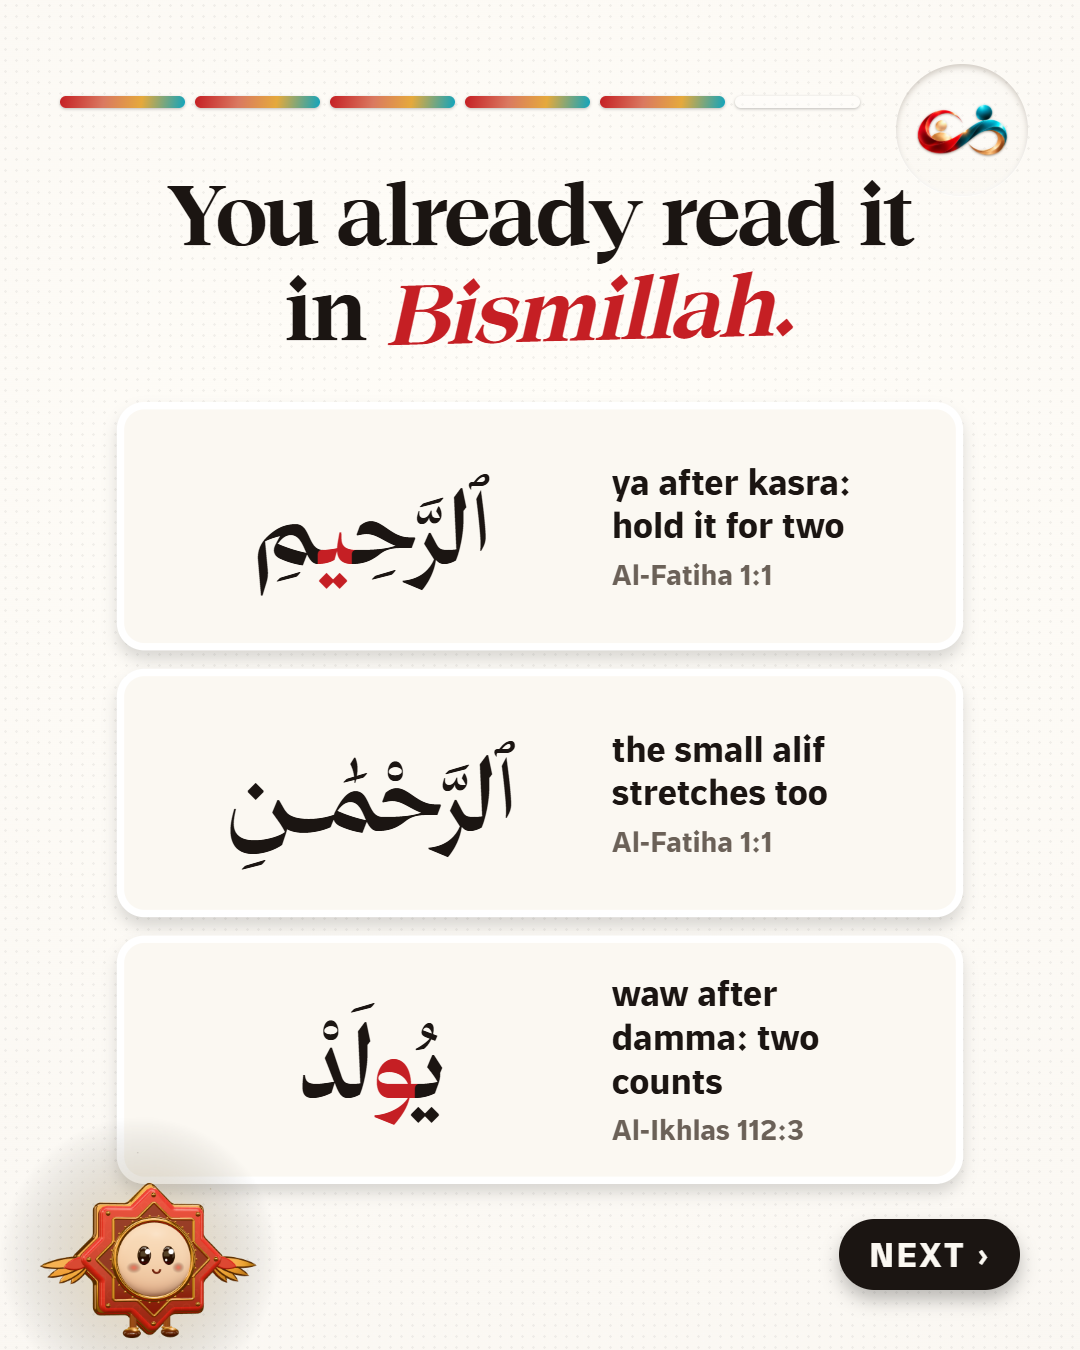 You already read it
in Bismillah.
ٱلرَّحِيمِ
ya after kasra:
hold it for two
Al-Fatiha 1:1
ٱلرَّحْمَٰنِ
the small alif
stretches too
Al-Fatiha 1:1
يُولَدْ
waw after
damma: two
counts
Al-Ikhlas 112:3
NEXT ›